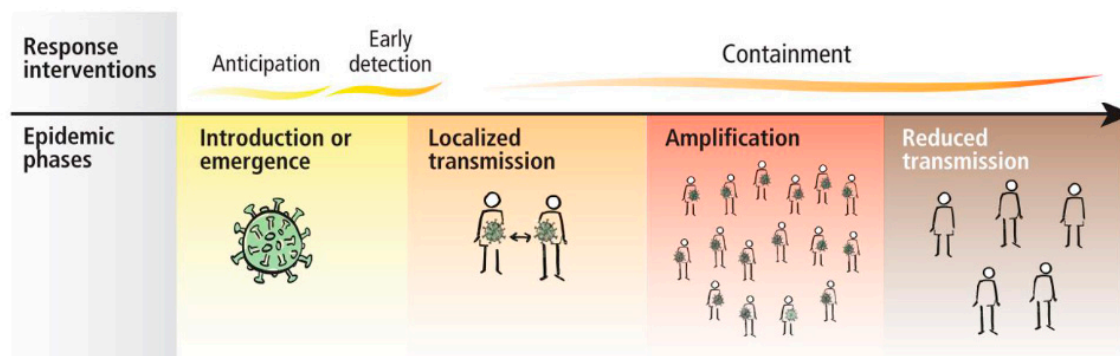 Response
interventions
Anticipation
Early
detection
Containment
Epidemic
phases
Introduction or
emergence
Localized
transmission
Amplification
Reduced
transmission